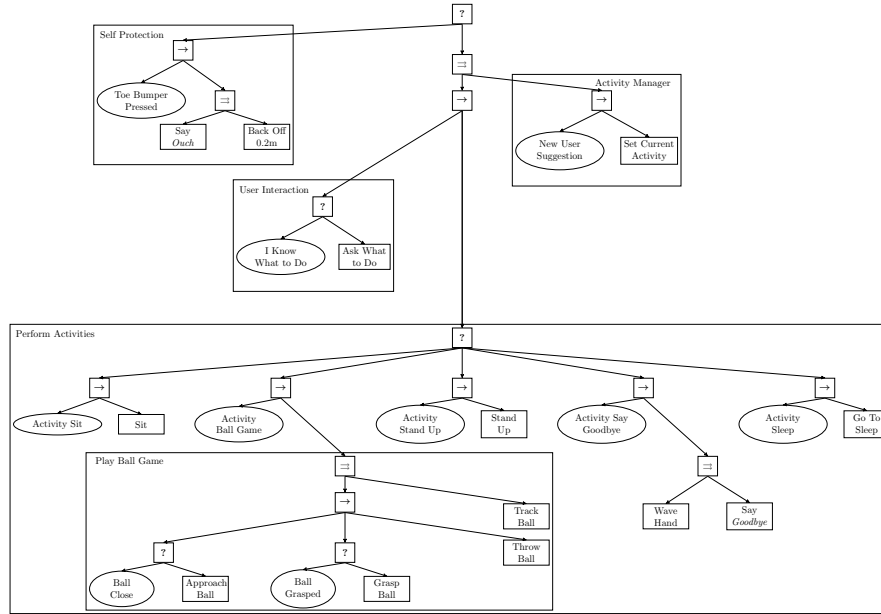 ?
Self Protection
→
Toe Bumper
Pressed
⇉
Say
Ouch
Back Off
0.2m
⇉
→
Activity Manager
→
New User
Suggestion
Set Current
Activity
User Interaction
?
I Know
What to Do
Ask What
to Do
Perform Activities
?
→
Activity Sit
Sit
→
Activity
Ball Game
→
Activity
Stand Up
Stand
Up
→
Activity Say
Goodbye
→
Activity
Sleep
Go To
Sleep
Play Ball Game
⇉
→
Track
Ball
?
Ball
Close
Approach
Ball
?
Ball
Grasped
Grasp
Ball
Throw
Ball
⇉
Wave
Hand
Say
Goodbye